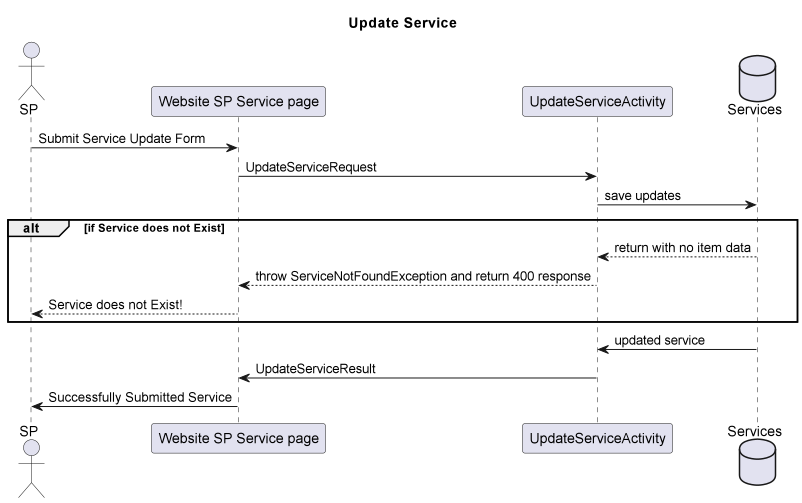 Update Service
SP
Website SP Service page
UpdateServiceActivity
Services
Submit Service Update Form
UpdateServiceRequest
save updates
alt [if Service does not Exist]
return with no item data
throw ServiceNotFoundException and return 400 response
Service does not Exist!
updated service
UpdateServiceResult
Successfully Submitted Service
SP
Website SP Service page
UpdateServiceActivity
Services